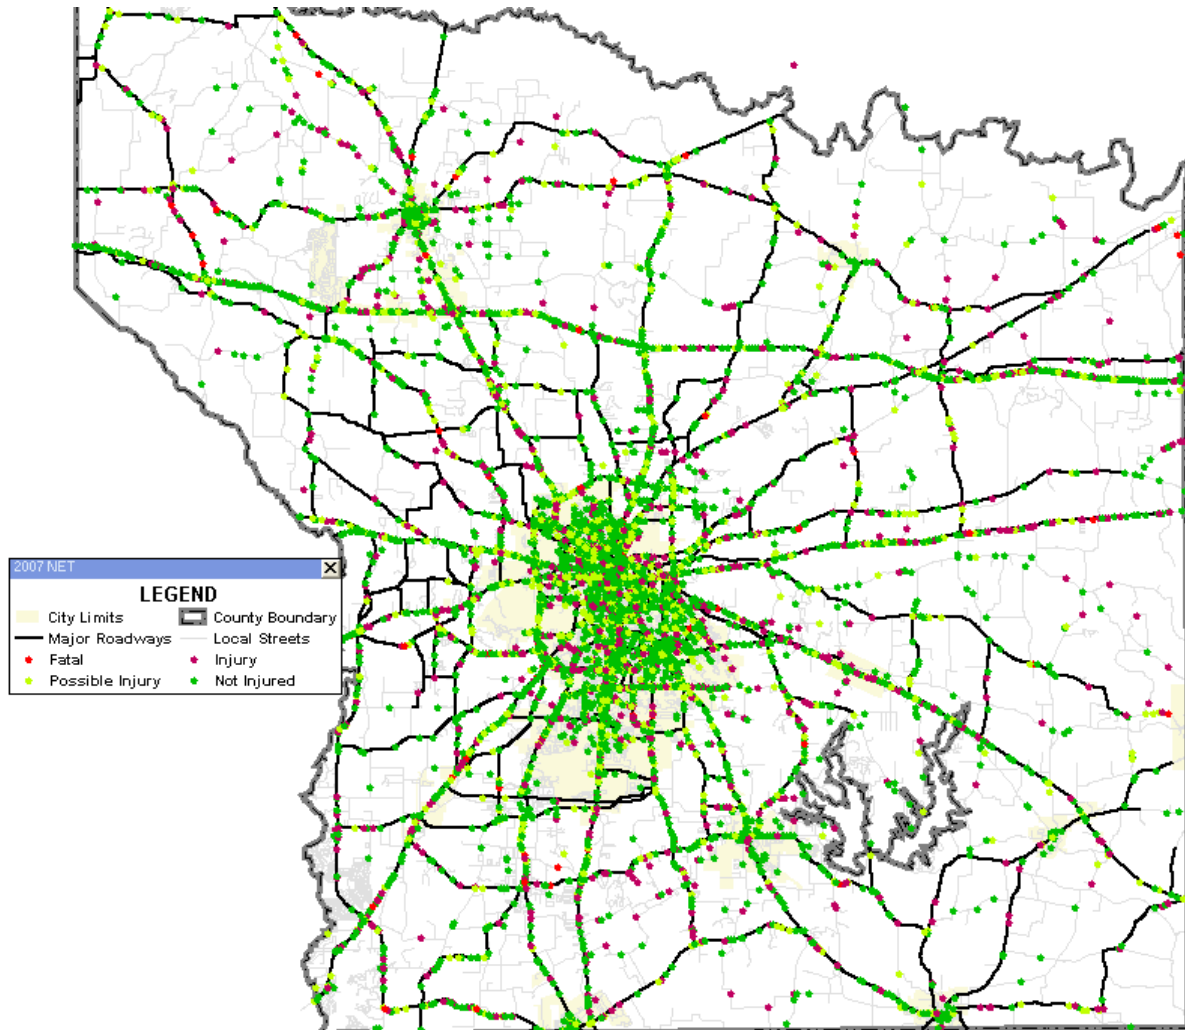 2007 NET
LEGEND
City Limits County Boundary
Major Roadways Local Streets
Fatal Injury
Possible Injury Not Injured